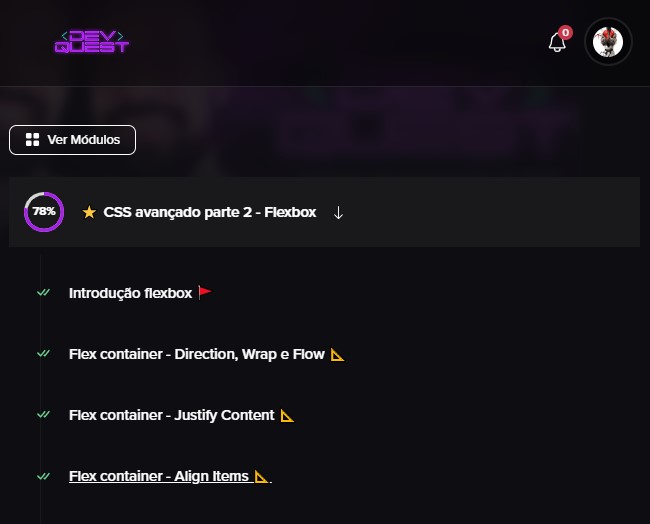 <DEV>
QUEST
0
Ver Módulos
78%
CSS avançado parte 2 - Flexbox
Introdução flexbox
Flex container - Direction, Wrap e Flow
Flex container - Justify Content
Flex container - Align Items